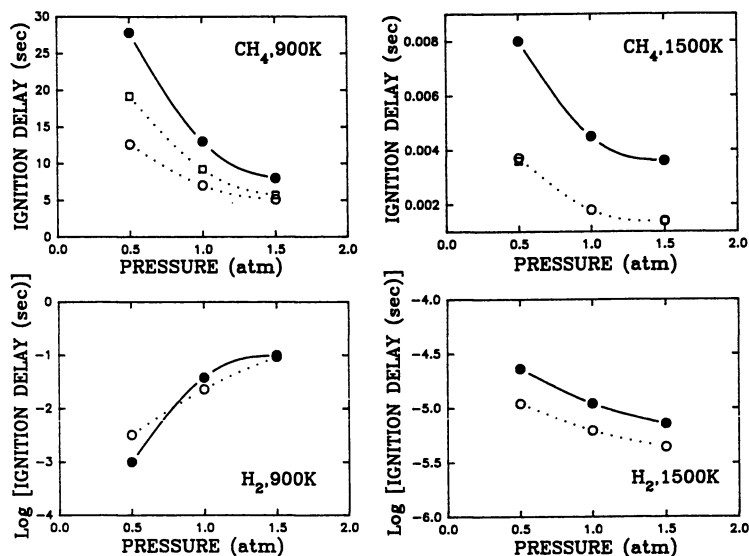 IGNITION DELAY (sec)
30
25
20
15
10
5
0
CH4,900K
0.0 0.5 1.0 1.5 2.0
PRESSURE (atm)
IGNITION DELAY (sec)
0.008
0.006
0.004
0.002
CH4,1500K
0.0 0.5 1.0 1.5 2.0
PRESSURE (atm)
Log [IGNITION DELAY (sec)]
0
-1
-2
-3
-4
H2,900K
0.0 0.5 1.0 1.5 2.0
PRESSURE (atm)
Log [IGNITION DELAY (sec)]
-4.0
-4.5
-5.0
-5.5
-6.0
H2,1500K
0.0 0.5 1.0 1.5 2.0
PRESSURE (atm)